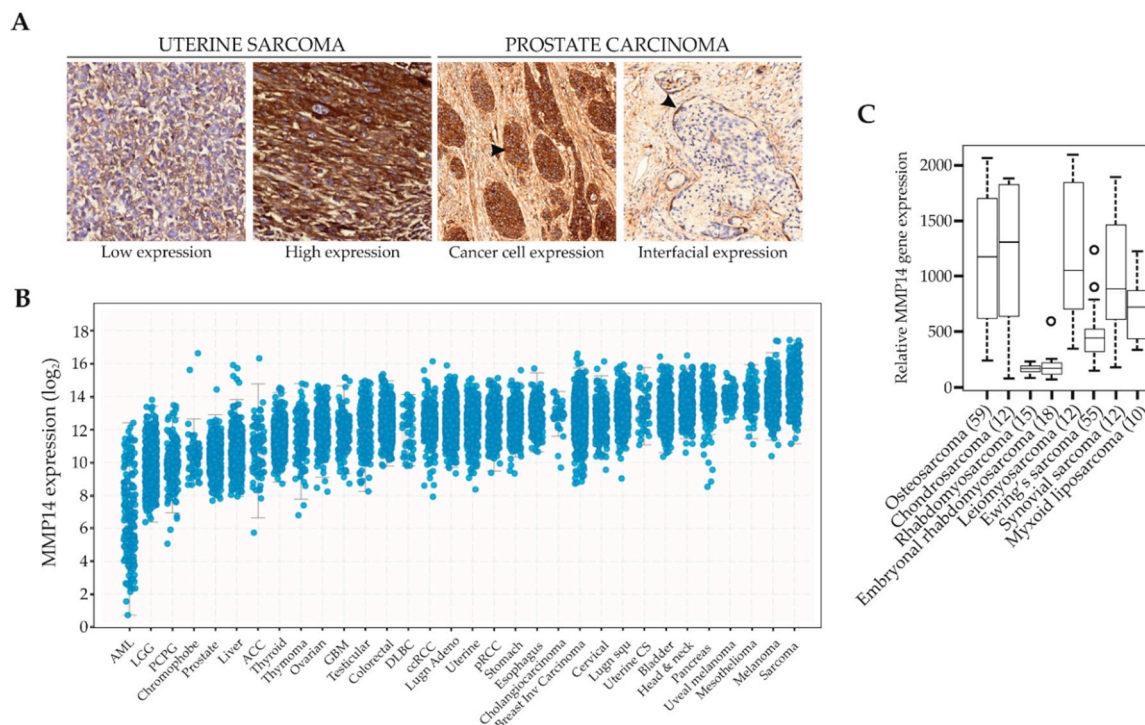 A
UTERINE SARCOMA
PROSTATE CARCINOMA
Low expression
High expression
Cancer cell expression
Interfacial expression
B
MMP14 expression (log₂)
18
16
14
12
10
8
6
4
2
0
AML
LGG
PCPG
Chromophobe
Prostate
Liver
ACC
Thyroid
Thymoma
Ovarian
GBM
Testicular
Colorectal
DLBC
ccRCC
Lugn Adeno
Uterine
pRCC
Stomach
Esophagus
Cholangiocarcinoma
Breast Inv Carcinoma
Cervical
Lugn squ
Uterine CS
Bladder
Head & neck
Pancreas
Uveal melanoma
Mesothelioma
Melanoma
Sarcoma
C
Relative MMP14 gene expression
2000
1500
1000
500
0
Osteosarcoma (59)
Chondrosarcoma (12)
Rhabdomyosarcoma (15)
Embryonal rhabdomyosarcoma (18)
Leiomyosarcoma (12)
Ewing s sarcoma (55)
Synovial sarcoma (12)
Myxoid liposarcoma (10)